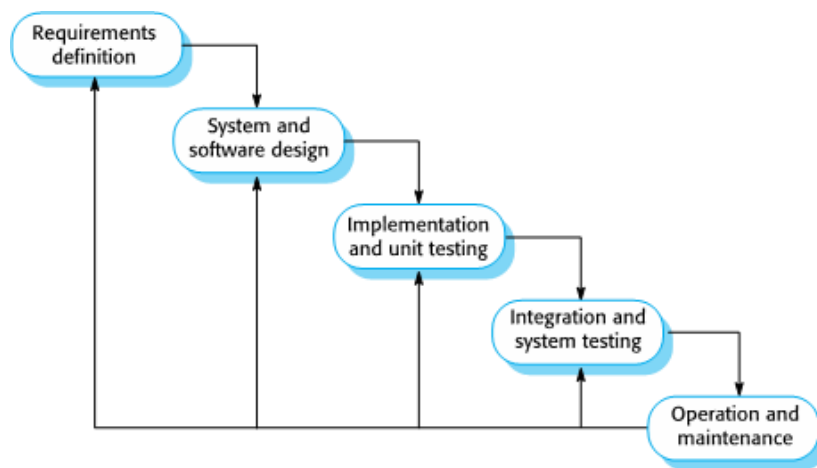 Requirements
definition
System and
software design
Implementation
and unit testing
Integration and
system testing
Operation and
maintenance